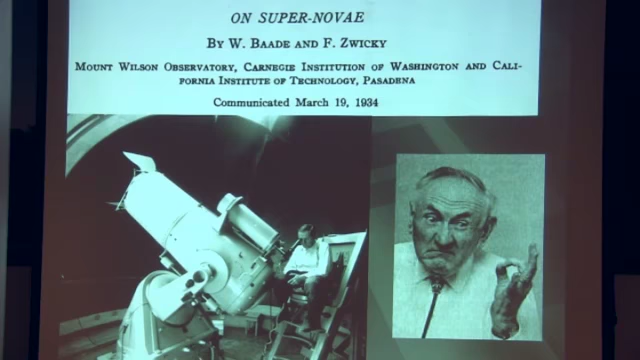 ON SUPER-NOVAE
BY W. BAADE AND F. ZWICKY
MOUNT WILSON OBSERVATORY, CARNEGIE INSTITUTION OF WASHINGTON AND CALI-
FORNIA INSTITUTE OF TECHNOLOGY, PASADENA
Communicated March 19, 1934